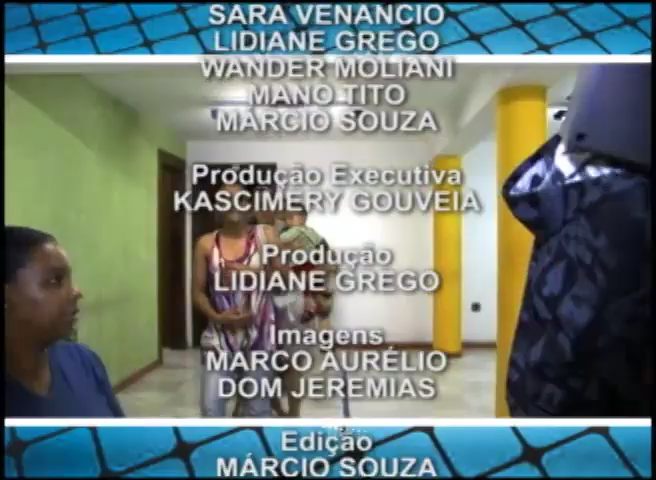 SARA VENANCIO
LIDIANE GREGO
WANDER MOLIANI
MANO TITO
MÁRCIO SOUZA
Produção Executiva
KASCIMERY GOUVEIA
Produção
LIDIANE GREGO
Imagens
MARCO AURÉLIO
DOM JEREMIAS
Edição
MÁRCIO SOUZA